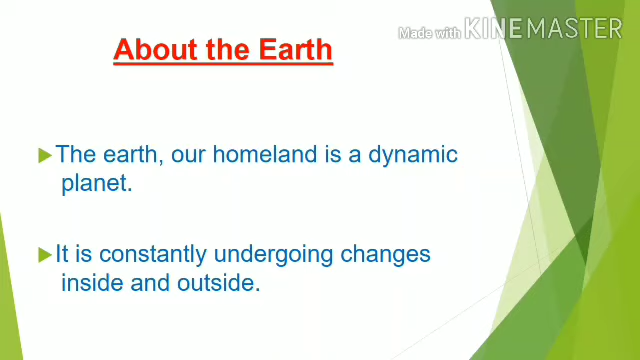 Made with KINEMASTER
About the Earth
The earth, our homeland is a dynamic
planet.
It is constantly undergoing changes
inside and outside.